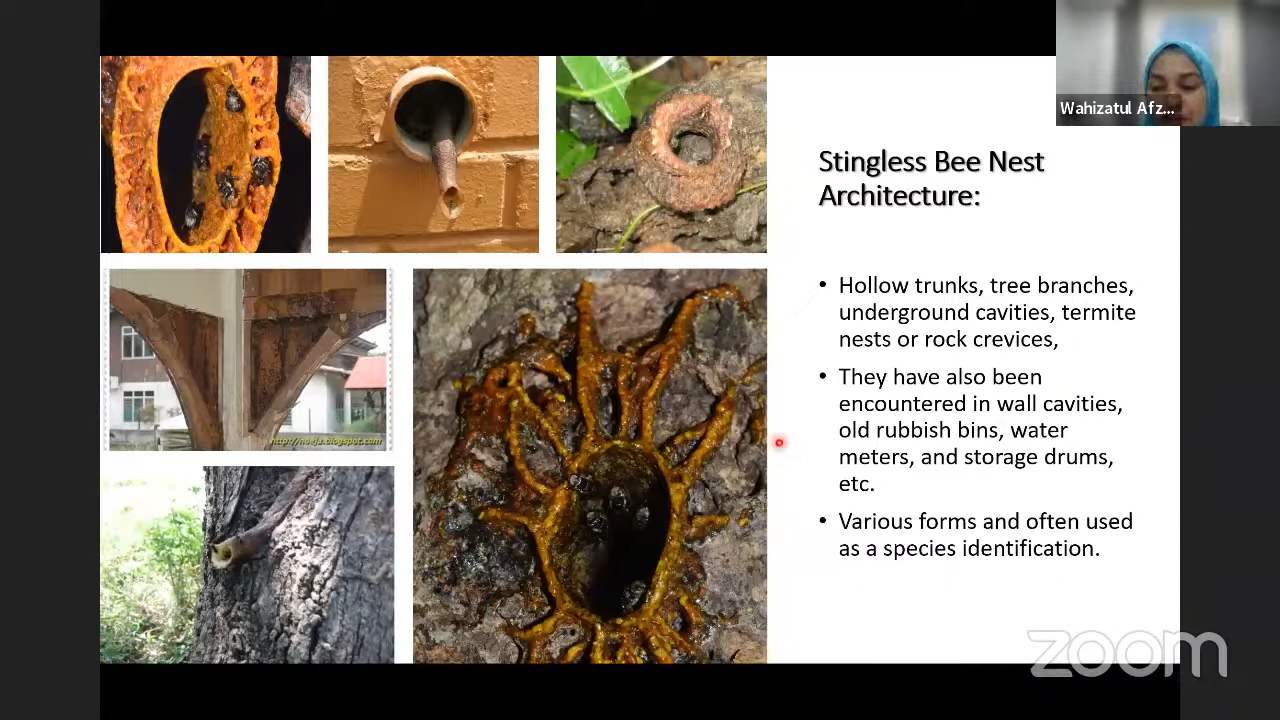 Wahizatul Afz...
Stingless Bee Nest
Architecture:
• Hollow trunks, tree branches,
underground cavities, termite
nests or rock crevices,
• They have also been
encountered in wall cavities,
old rubbish bins, water
meters, and storage drums,
etc.
• Various forms and often used
as a species identification.
http://noeja.blogspot.com
zoom